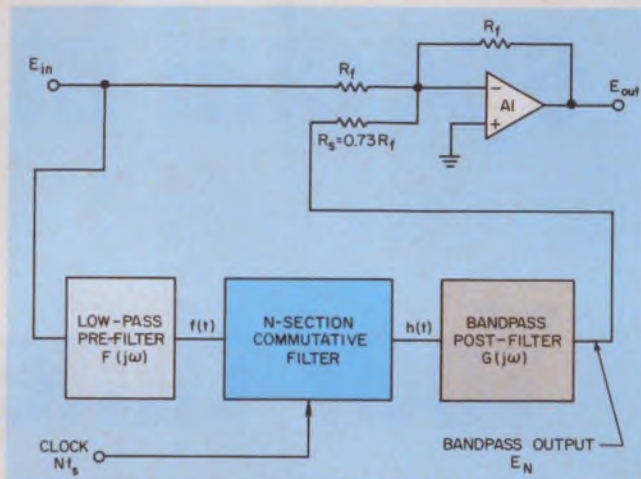 E_in
R_f
R_f
R_s=0.73R_f
−
+
A1
E_out
LOW-PASS
PRE-FILTER
F (jω)
f(t)
N-SECTION
COMMUTATIVE
FILTER
h(t)
BANDPASS
POST-FILTER
G(jω)
CLOCK
Nf_s
BANDPASS OUTPUT
E_N